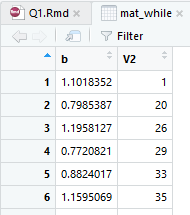 Q1.Rmd × mat_while
Filter
b V2
1 1.1018352 1
2 0.7985387 20
3 1.1958127 26
4 0.7720821 29
5 0.8824017 33
6 1.1595069 35